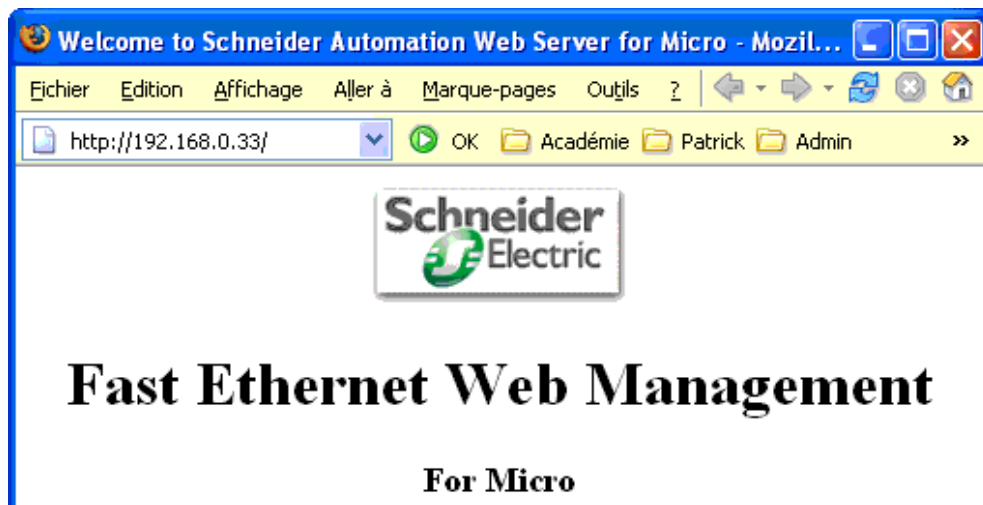 Welcome to Schneider Automation Web Server for Micro - Mozil...
Fichier Edition Affichage Aller à Marque-pages Outils ?
http://192.168.0.33/ OK Académie Patrick Admin »
Schneider
Electric
Fast Ethernet Web Management
For Micro